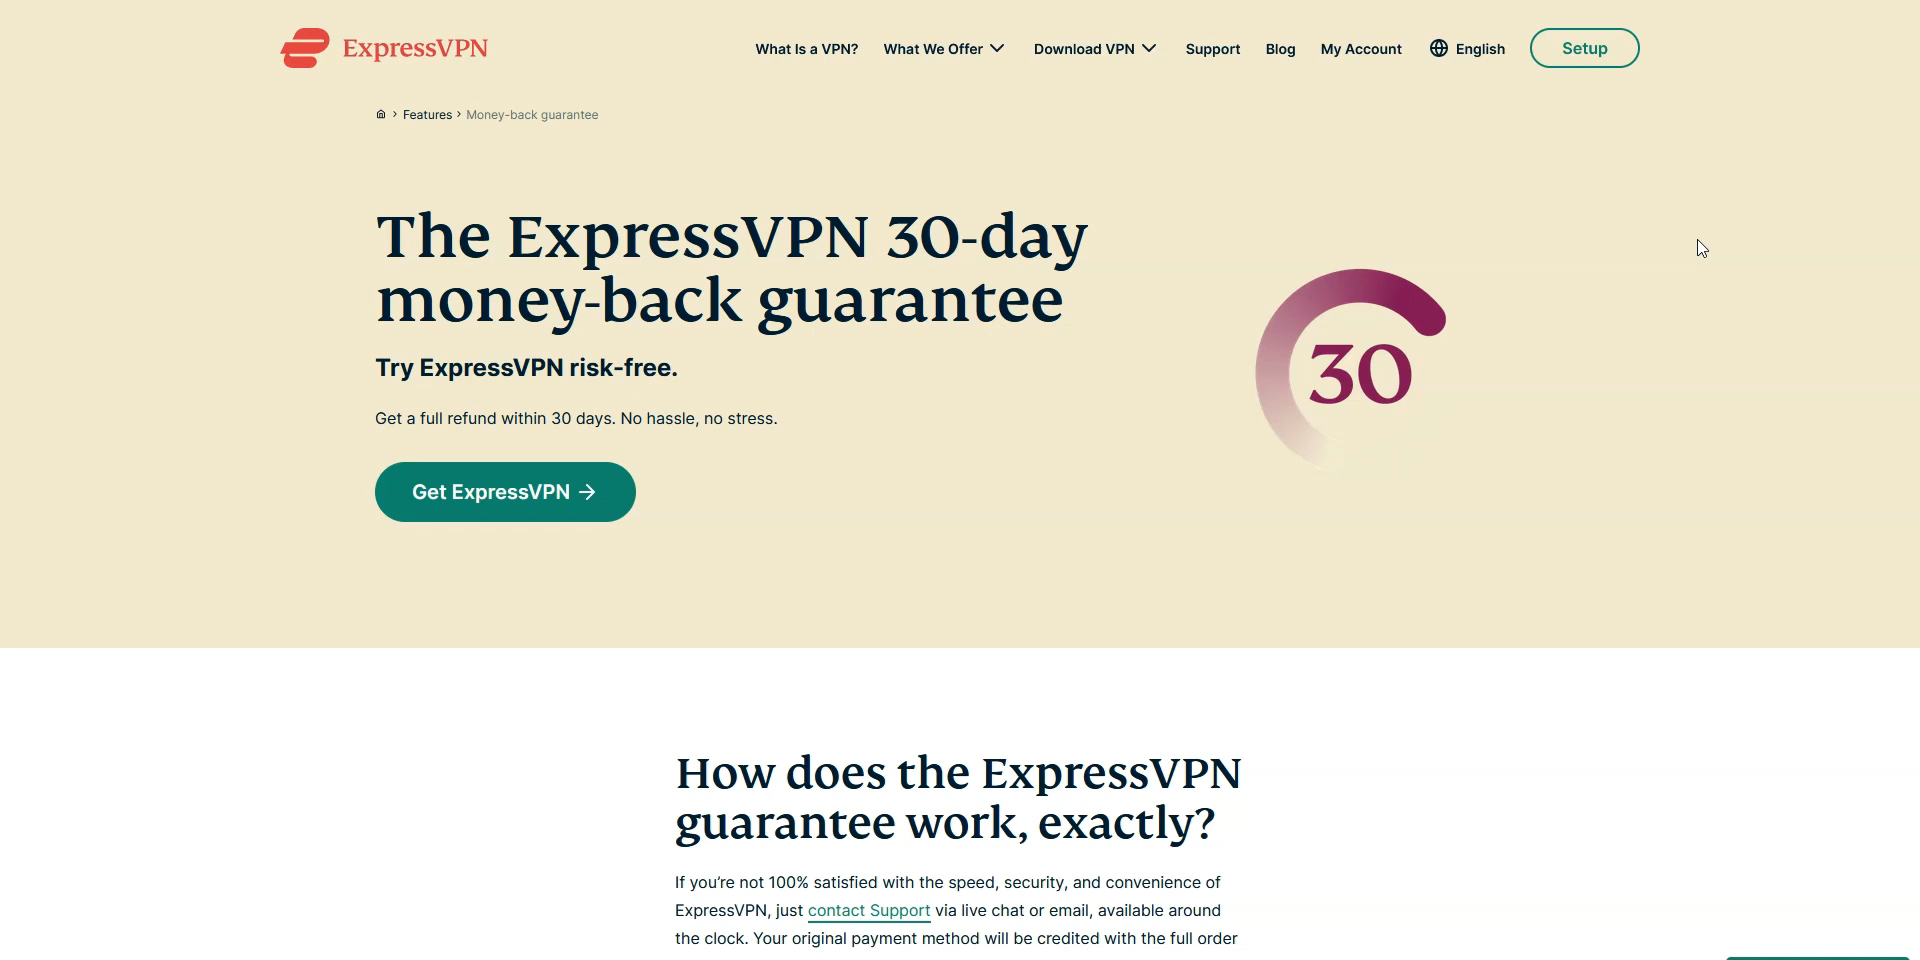 ExpressVPN
What Is a VPN? What We Offer Download VPN Support Blog My Account English Setup
Features › Money-back guarantee
The ExpressVPN 30-day
money-back guarantee
Try ExpressVPN risk-free.
Get a full refund within 30 days. No hassle, no stress.
Get ExpressVPN →
30
How does the ExpressVPN
guarantee work, exactly?
If you’re not 100% satisfied with the speed, security, and convenience of
ExpressVPN, just contact Support via live chat or email, available around
the clock. Your original payment method will be credited with the full order